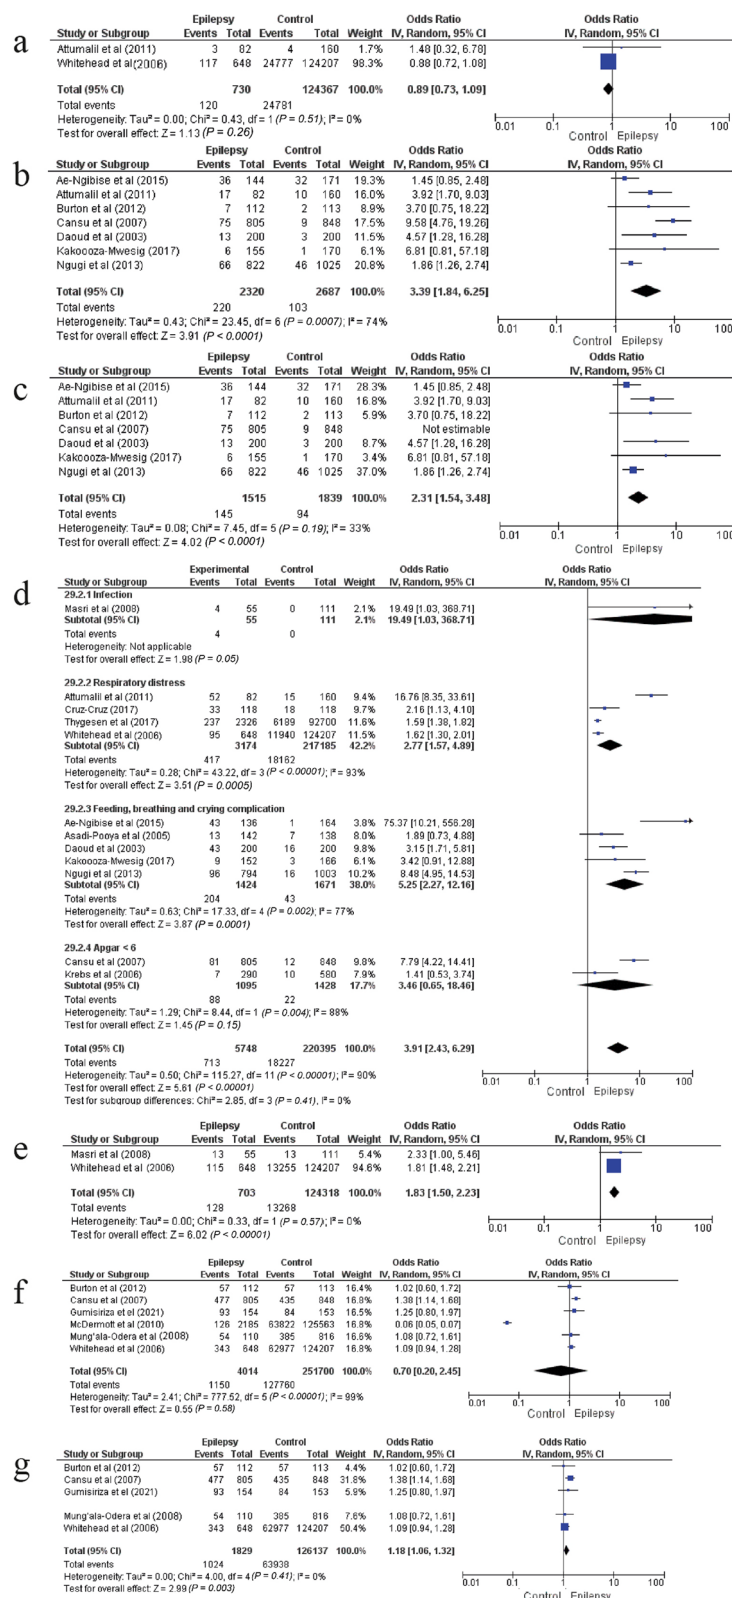 a
Epilepsy Control Odds Ratio Odds Ratio
Study or Subgroup Events Total Events Total Weight IV, Random, 95% CI IV, Random, 95% CI
Attumalil et al (2011) 3 82 4 160 1.7% 1.48 [0.32, 6.78]
Whitehead et al(2006) 117 648 24777 124207 98.3% 0.88 [0.72, 1.08]
Total (95% CI) 730 124367 100.0% 0.89 [0.73, 1.09]
Total events 120 24781
Heterogeneity: Tau² = 0.00; Chi² = 0.43, df = 1 (P = 0.51); I² = 0%
Test for overall effect: Z = 1.13 (P = 0.26)
0.01 0.1 1 10 100
Control Epilepsy
b
Epilepsy Control Odds Ratio Odds Ratio
Study or Subgroup Events Total Events Total Weight IV, Random, 95% CI IV, Random, 95% CI
Ae-Ngibise et al (2015) 36 144 32 171 19.3% 1.45 [0.85, 2.48]
Attumalil et al (2011) 17 82 10 160 16.0% 3.92 [1.70, 9.03]
Burton et al (2012) 7 112 2 113 8.9% 3.70 [0.75, 18.22]
Cansu et al (2007) 75 805 9 848 17.4% 9.58 [4.76, 19.26]
Daoud et al (2003) 13 200 3 200 11.5% 4.57 [1.28, 16.28]
Kakoooza-Mwesig (2017) 6 155 1 170 6.1% 6.81 [0.81, 57.18]
Ngugi et al (2013) 66 822 46 1025 20.8% 1.86 [1.26, 2.74]
Total (95% CI) 2320 2687 100.0% 3.39 [1.84, 6.25]
Total events 220 103
Heterogeneity: Tau² = 0.43; Chi² = 23.45, df = 6 (P = 0.0007); I² = 74%
Test for overall effect: Z = 3.91 (P < 0.0001)
0.01 0.1 1 10 100
Control Epilepsy
c
Epilepsy Control Odds Ratio Odds Ratio
Study or Subgroup Events Total Events Total Weight IV, Random, 95% CI IV, Random, 95% CI
Ae-Ngibise et al (2015) 36 144 32 171 28.3% 1.45 [0.85, 2.48]
Attumalil et al (2011) 17 82 10 160 16.8% 3.92 [1.70, 9.03]
Burton et al (2012) 7 112 2 113 5.9% 3.70 [0.75, 18.22]
Cansu et al (2007) 75 805 9 848 Not estimable
Daoud et al (2003) 13 200 3 200 8.7% 4.57 [1.28, 16.28]
Kakoooza-Mwesig (2017) 6 155 1 170 3.4% 6.81 [0.81, 57.18]
Ngugi et al (2013) 66 822 46 1025 37.0% 1.86 [1.26, 2.74]
Total (95% CI) 1515 1839 100.0% 2.31 [1.54, 3.48]
Total events 145 94
Heterogeneity: Tau² = 0.08; Chi² = 7.45, df = 5 (P = 0.19); I² = 33%
Test for overall effect: Z = 4.02 (P < 0.0001)
0.01 0.1 1 10 100
Control Epilepsy
d
Experimental Control Odds Ratio Odds Ratio
Study or Subgroup Events Total Events Total Weight IV, Random, 95% CI IV, Random, 95% CI
29.2.1 Infection
Masri et al (2008) 4 55 0 111 2.1% 19.49 [1.03, 368.71]
Subtotal (95% CI) 55 111 2.1% 19.49 [1.03, 368.71]
Total events 4 0
Heterogeneity: Not applicable
Test for overall effect: Z = 1.98 (P = 0.05)
29.2.2 Respiratory distress
Attumalil et al (2011) 52 82 15 160 9.4% 16.76 [8.35, 33.61]
Cruz-Cruz (2017) 33 118 18 118 9.7% 2.16 [1.13, 4.10]
Thygesen et al (2017) 237 2326 6189 92700 11.6% 1.59 [1.38, 1.82]
Whitehead et al (2006) 95 648 11940 124207 11.5% 1.62 [1.30, 2.01]
Subtotal (95% CI) 3174 217185 42.2% 2.77 [1.57, 4.89]
Total events 417 18162
Heterogeneity: Tau² = 0.28; Chi² = 43.22, df = 3 (P < 0.00001); I² = 93%
Test for overall effect: Z = 3.51 (P = 0.0005)
29.2.3 Feeding, breathing and crying complication
Ae-Ngibise et al (2015) 43 136 1 164 3.8% 75.37 [10.21, 556.28]
Asadi-Pooya et al (2005) 13 142 7 138 8.0% 1.89 [0.73, 4.88]
Daoud et al (2003) 43 200 16 200 9.8% 3.15 [1.71, 5.81]
Kakoooza-Mwesig (2017) 9 152 3 166 6.1% 3.42 [0.91, 12.88]
Ngugi et al (2013) 96 794 16 1003 10.2% 8.48 [4.95, 14.53]
Subtotal (95% CI) 1424 1671 38.0% 5.25 [2.27, 12.16]
Total events 204 43
Heterogeneity: Tau² = 0.63; Chi² = 17.33, df = 4 (P = 0.002); I² = 77%
Test for overall effect: Z = 3.87 (P = 0.0001)
29.2.4 Apgar < 6
Cansu et al (2007) 81 805 12 848 9.8% 7.79 [4.22, 14.41]
Krebs et al (2006) 7 290 10 580 7.9% 1.41 [0.53, 3.74]
Subtotal (95% CI) 1095 1428 17.7% 3.46 [0.65, 18.46]
Total events 88 22
Heterogeneity: Tau² = 1.29; Chi² = 8.44, df = 1 (P = 0.004); I² = 88%
Test for overall effect: Z = 1.45 (P = 0.15)
Total (95% CI) 5748 220395 100.0% 3.91 [2.43, 6.29]
Total events 713 18227
Heterogeneity: Tau² = 0.50; Chi² = 115.27, df = 11 (P < 0.00001); I² = 90%
Test for overall effect: Z = 5.61 (P < 0.00001)
Test for subgroup differences: Chi² = 2.85, df = 3 (P = 0.41), I² = 0%
0.01 0.1 1 10 100
Control Epilepsy
e
Epilepsy Control Odds Ratio Odds Ratio
Study or Subgroup Events Total Events Total Weight IV, Random, 95% CI IV, Random, 95% CI
Masri et al (2008) 13 55 13 111 5.4% 2.33 [1.00, 5.46]
Whitehead et al (2006) 115 648 13255 124207 94.6% 1.81 [1.48, 2.21]
Total (95% CI) 703 124318 100.0% 1.83 [1.50, 2.23]
Total events 128 13268
Heterogeneity: Tau² = 0.00; Chi² = 0.33, df = 1 (P = 0.57); I² = 0%
Test for overall effect: Z = 6.02 (P < 0.00001)
0.01 0.1 1 10 100
Control Epilepsy
f
Epilepsy Control Odds Ratio Odds Ratio
Study or Subgroup Events Total Events Total Weight IV, Random, 95% CI IV, Random, 95% CI
Burton et al (2012) 57 112 57 113 16.4% 1.02 [0.60, 1.72]
Cansu et al (2007) 477 805 435 848 16.8% 1.38 [1.14, 1.68]
Gumisiriza et el (2021) 93 154 84 153 16.5% 1.25 [0.80, 1.97]
McDermott et al (2010) 126 2185 63822 125563 16.8% 0.06 [0.05, 0.07]
Mung'ala-Odera et al (2008) 54 110 385 816 16.6% 1.08 [0.72, 1.61]
Whitehead et al (2006) 343 648 62977 124207 16.9% 1.09 [0.94, 1.28]
Total (95% CI) 4014 251700 100.0% 0.70 [0.20, 2.45]
Total events 1150 127760
Heterogeneity: Tau² = 2.41; Chi² = 777.52, df = 5 (P < 0.00001); I² = 99%
Test for overall effect: Z = 0.55 (P = 0.58)
0.01 0.1 1 10 100
Control Epilepsy
g
Epilepsy Control Odds Ratio Odds Ratio
Study or Subgroup Events Total Events Total Weight IV, Random, 95% CI IV, Random, 95% CI
Burton et al (2012) 57 112 57 113 4.4% 1.02 [0.60, 1.72]
Cansu et al (2007) 477 805 435 848 31.8% 1.38 [1.14, 1.68]
Gumisiriza et al (2021) 93 154 84 153 5.9% 1.25 [0.80, 1.97]
Mung'ala-Odera et al (2008) 54 110 385 816 7.6% 1.08 [0.72, 1.61]
Whitehead et al (2006) 343 648 62977 124207 50.4% 1.09 [0.94, 1.28]
Total (95% CI) 1829 126137 100.0% 1.18 [1.06, 1.32]
Total events 1024 63938
Heterogeneity: Tau² = 0.00; Chi² = 4.00, df = 4 (P = 0.41); I² = 0%
Test for overall effect: Z = 2.99 (P = 0.003)
0.01 0.1 1 10 100
Control Epilepsy